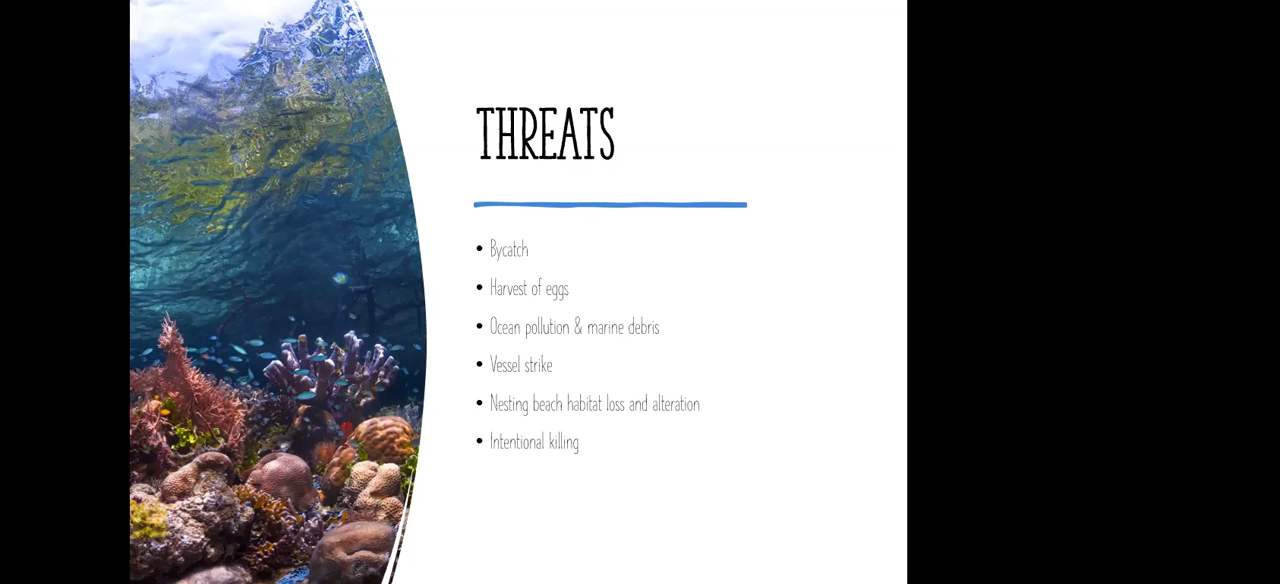 THREATS
• Bycatch
• Harvest of eggs
• Ocean pollution & marine debris
• Vessel strike
• Nesting beach habitat loss and alteration
• Intentional killing